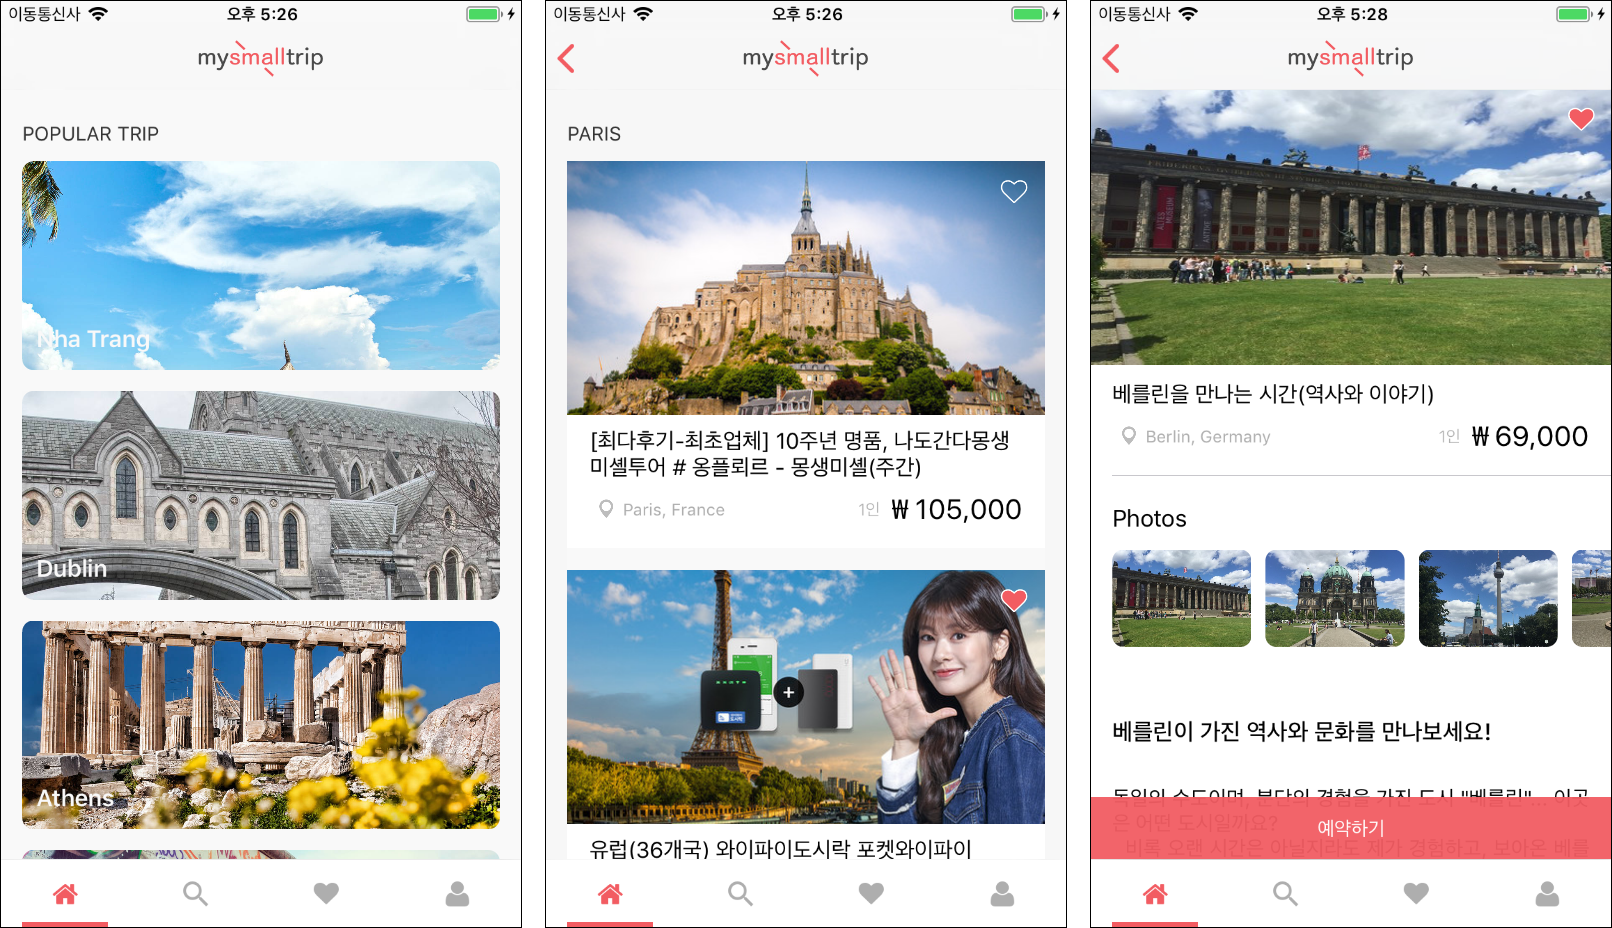 이동통신사 오후 5:26
mysmalltrip
POPULAR TRIP
Nha Trang
Dublin
Athens
이동통신사 오후 5:26
mysmalltrip
PARIS
[최다후기-최초업체] 10주년 명품, 나도간다몽생
미셸투어 # 옹플뢰르 - 몽생미셸(주간)
Paris, France 1인 ₩ 105,000
유럽(36개국) 와이파이도시락 포켓와이파이
이동통신사 오후 5:28
mysmalltrip
베를린을 만나는 시간(역사와 이야기)
Berlin, Germany 1인 ₩ 69,000
Photos
베를린이 가진 역사와 문화를 만나보세요!
독일의 수도이며, 분단의 경험을 가진 도시 "베를린"... 이곳
은 어떤 도시일까요?
예약하기
비록 오랜 시간은 아닐지라도 제가 경험하고, 보아온 베를